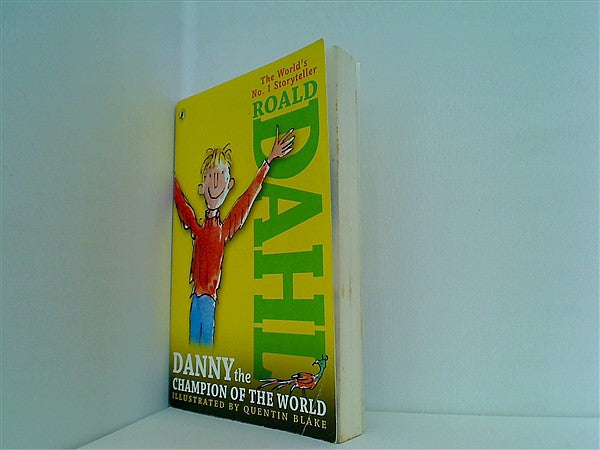 The World's
No. 1 Storyteller
ROALD
DAHL
DANNY the
CHAMPION OF THE WORLD
ILLUSTRATED BY QUENTIN BLAKE